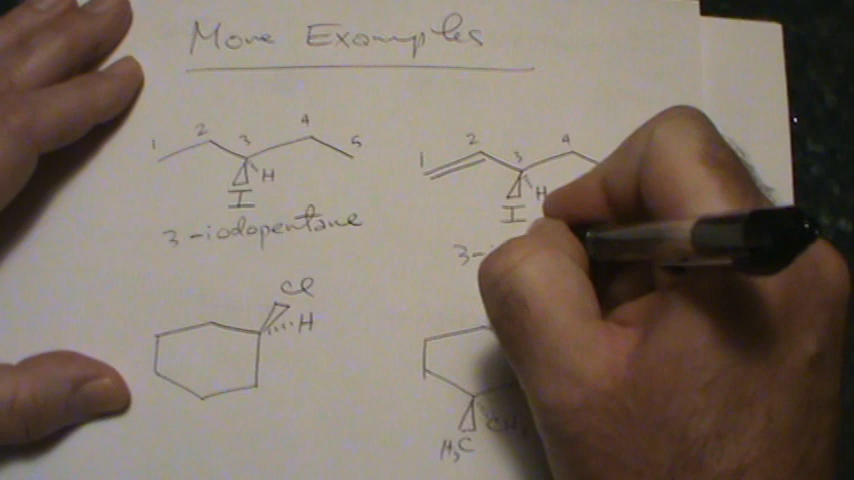 More Examples
1 2 3 4 5
H
I
3-iodopentane
1 2 3 4
H
I
3-
Cl
H
H3C